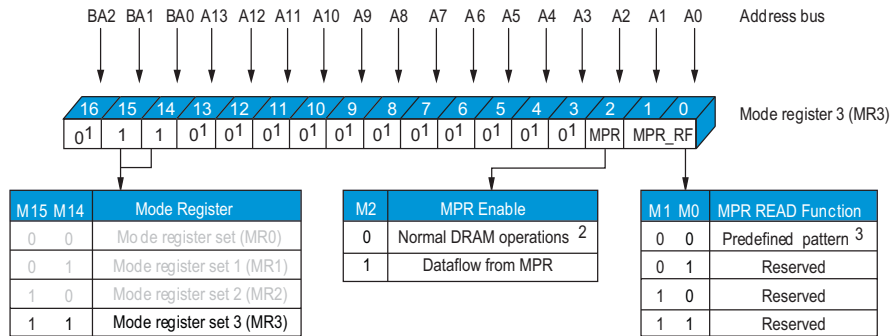 BA2 BA1 BA0 A13 A12 A11 A10 A9 A8 A7 A6 A5 A4 A3 A2 A1 A0 Address bus
16 15 14 13 12 11 10 9 8 7 6 5 4 3 2 1 0
Mode register 3 (MR3)
0¹ 1 1 0¹ 0¹ 0¹ 0¹ 0¹ 0¹ 0¹ 0¹ 0¹ 0¹ 0¹ MPR MPR_RF
M15 M14 Mode Register
0 0 Mode register set (MR0)
0 1 Mode register set 1 (MR1)
1 0 Mode register set 2 (MR2)
1 1 Mode register set 3 (MR3)
M2 MPR Enable
0 Normal DRAM operations ²
1 Dataflow from MPR
M1 M0 MPR READ Function
0 0 Predefined pattern ³
0 1 Reserved
1 0 Reserved
1 1 Reserved